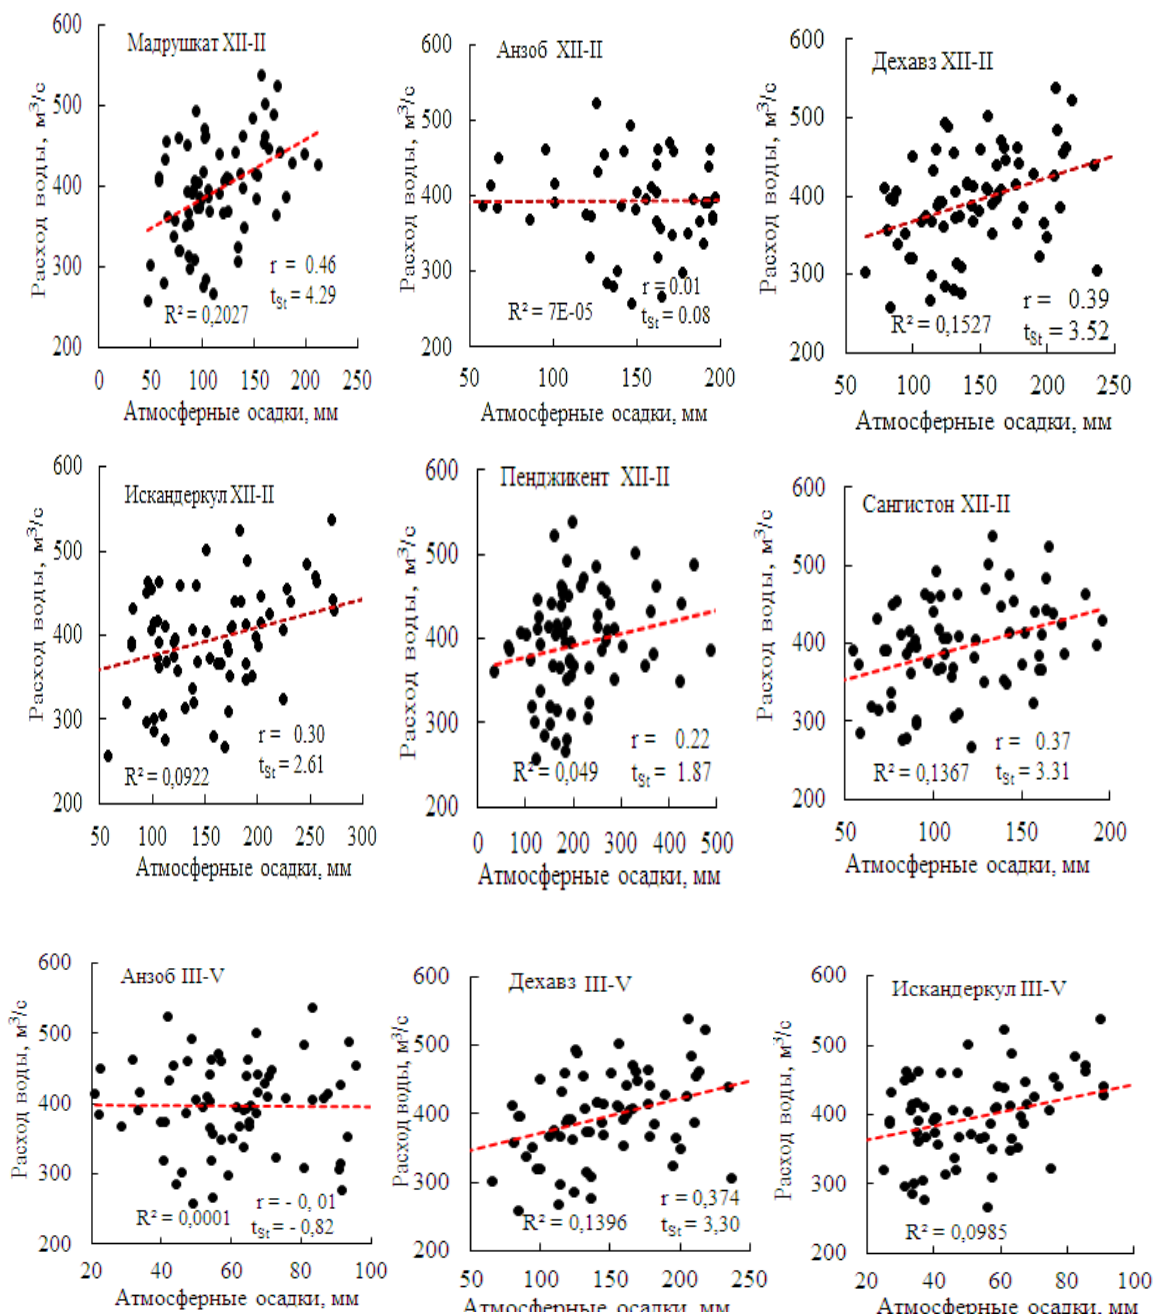 Мадрушкат XII-II
Расход воды, м³/с
600
500
400
300
200
r = 0.46
tSt = 4.29
R² = 0,2027
0 50 100 150 200 250
Атмосферные осадки, мм
Анзоб XII-II
Расход воды, м³/с
600
500
400
300
200
r = 0.01
R² = 7E-05
tSt = 0.08
50 100 150 200
Атмосферные осадки, мм
Дехавз XII-II
Расход воды, м³/с
600
500
400
300
200
r = 0.39
R² = 0,1527
tSt = 3.52
50 100 150 200 250
Атмосферные осадки, мм
Искандеркул XII-II
Расход воды, м³/с
600
500
400
300
200
r = 0.30
tSt = 2.61
R² = 0,0922
50 100 150 200 250 300
Атмосферные осадки, мм
Пенджикент XII-II
Расход воды, м³/с
600
500
400
300
200
r = 0.22
R² = 0,049
tSt = 1.87
0 100 200 300 400 500
Атмосферные осадки, мм
Сангистон XII-II
Расход воды, м³/с
600
500
400
300
200
r = 0.37
R² = 0,1367
tSt = 3.31
50 100 150 200
Атмосферные осадки, мм
Анзоб III-V
Расход воды, м³/с
600
500
400
300
200
r = - 0, 01
R² = 0,0001
tSt = - 0,82
20 40 60 80 100
Атмосферные осадки, мм
Дехавз III-V
Расход воды, м³/с
600
500
400
300
200
r = 0,374
R² = 0,1396
tSt = 3,30
50 100 150 200 250
Атмосферные осадки, мм
Искандеркул III-V
Расход воды, м³/с
600
500
400
300
200
R² = 0,0985
20 40 60 80 100
Атмосферные осадки, мм